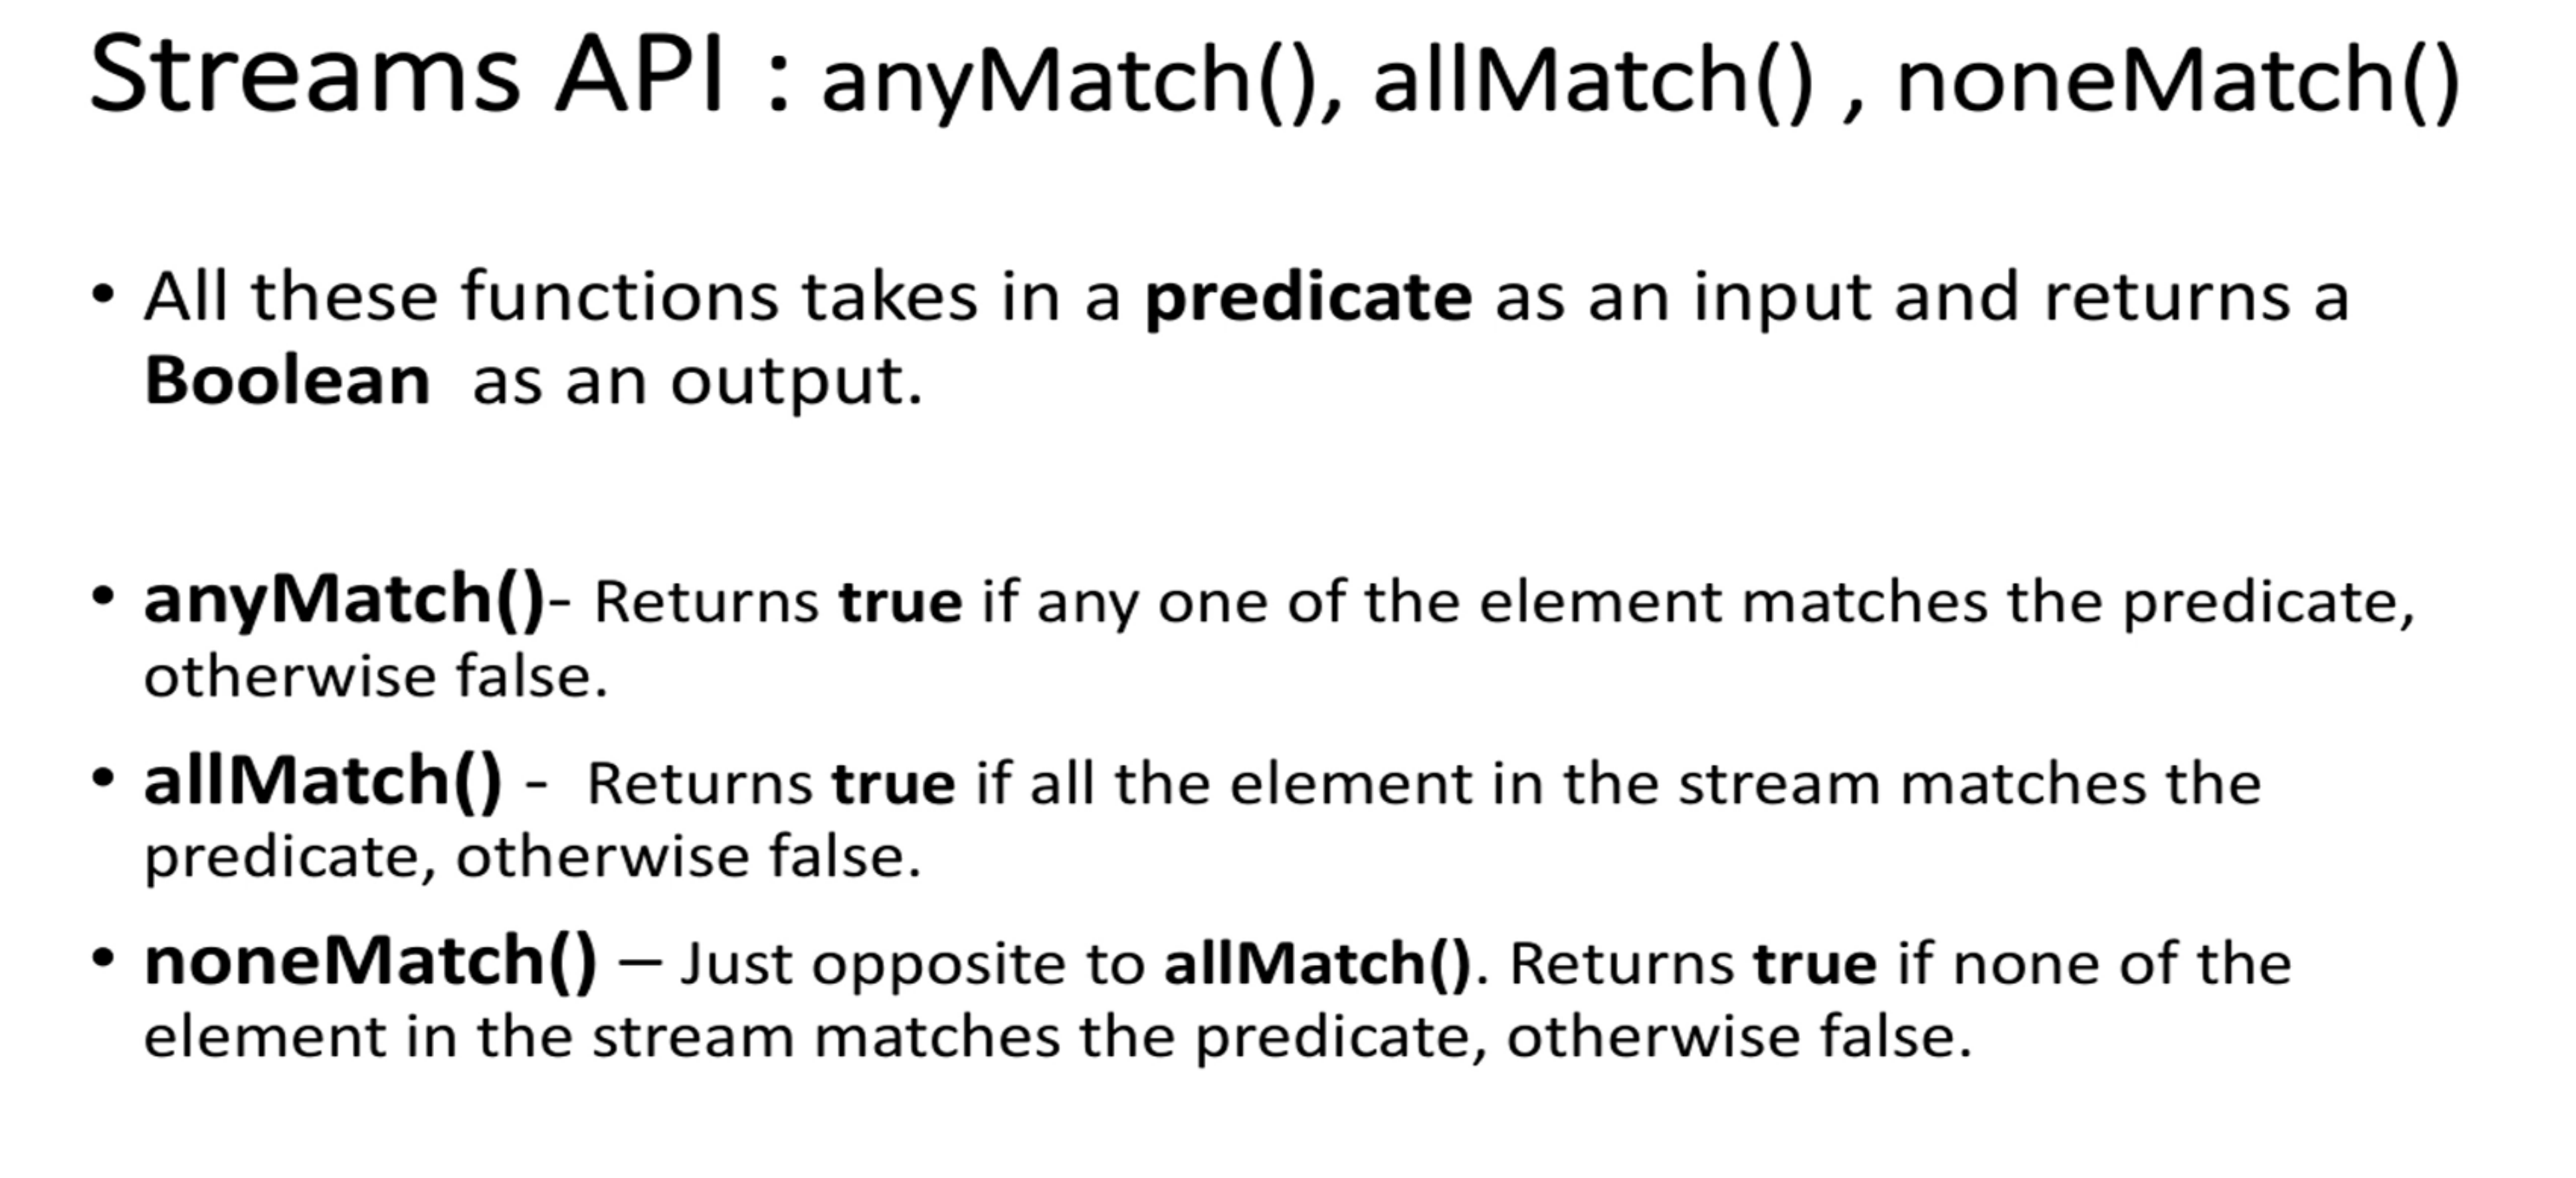 Streams API : anyMatch(), allMatch() , noneMatch()
• All these functions takes in a predicate as an input and returns a
Boolean as an output.
• anyMatch()- Returns true if any one of the element matches the predicate,
otherwise false.
• allMatch() - Returns true if all the element in the stream matches the
predicate, otherwise false.
• noneMatch() – Just opposite to allMatch(). Returns true if none of the
element in the stream matches the predicate, otherwise false.